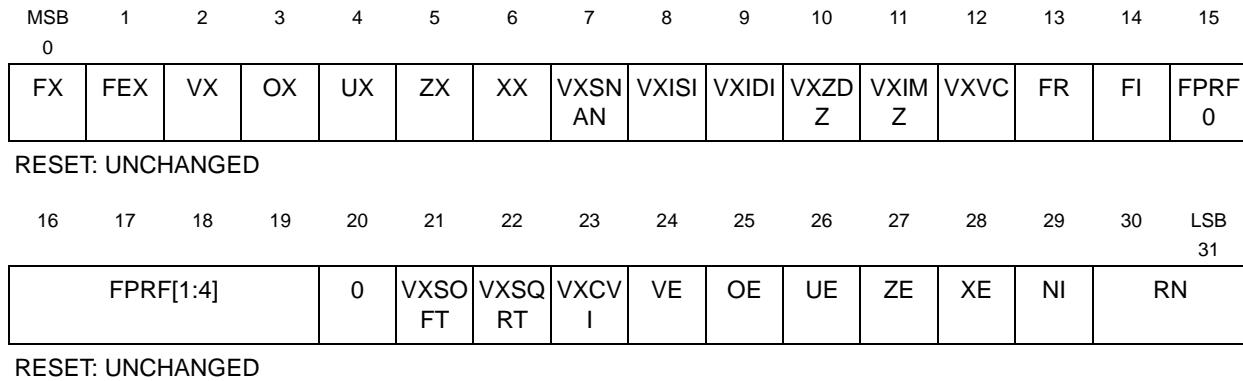 MSB 1 2 3 4 5 6 7 8 9 10 11 12 13 14 15
0
FX FEX VX OX UX ZX XX VXSN VXISI VXIDI VXZD VXIM VXVC FR FI FPRF
AN Z Z 0
RESET: UNCHANGED
16 17 18 19 20 21 22 23 24 25 26 27 28 29 30 LSB
31
FPRF[1:4] 0 VXSO VXSQ VXCV VE OE UE ZE XE NI RN
FT RT I
RESET: UNCHANGED